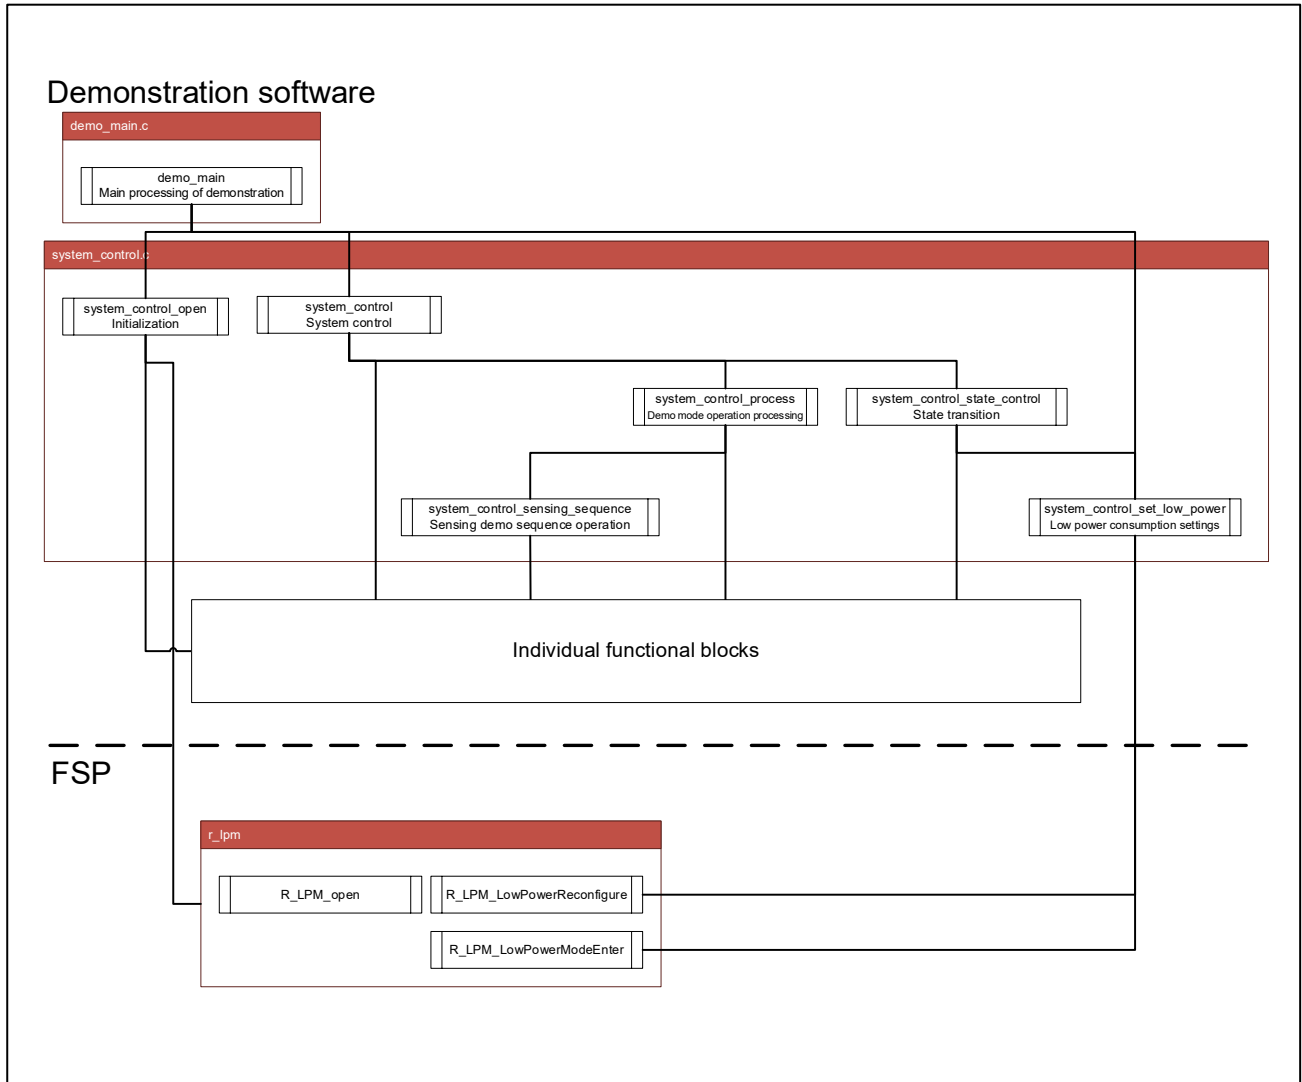 Demonstration software
demo_main.c
demo_main
Main processing of demonstration
system_control.c
system_control_open
Initialization
system_control
System control
system_control_process
Demo mode operation processing
system_control_state_control
State transition
system_control_sensing_sequence
Sensing demo sequence operation
system_control_set_low_power
Low power consumption settings
Individual functional blocks
FSP
r_lpm
R_LPM_open
R_LPM_LowPowerReconfigure
R_LPM_LowPowerModeEnter